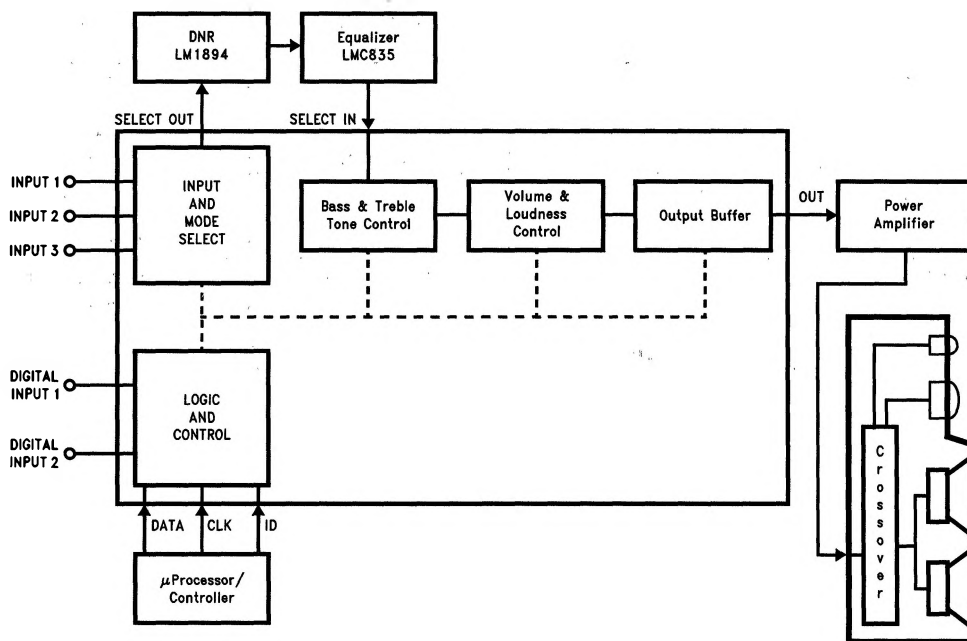 DNR
LM1894
Equalizer
LMC835
SELECT OUT
SELECT IN
INPUT 1
INPUT 2
INPUT 3
INPUT
AND
MODE
SELECT
Bass & Treble
Tone Control
Volume &
Loudness
Control
Output Buffer
OUT
Power
Amplifier
DIGITAL
INPUT 1
DIGITAL
INPUT 2
LOGIC
AND
CONTROL
DATA
CLK
ID
μProcessor/
Controller
Crossover